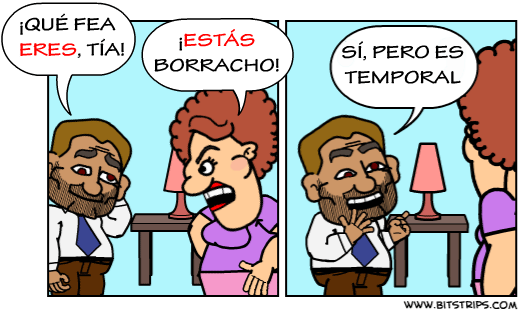 ¡QUÉ FEA
ERES, TÍA!
¡ESTÁS
BORRACHO!
SÍ, PERO ES
TEMPORAL
WWW.BITSTRIPS.COM